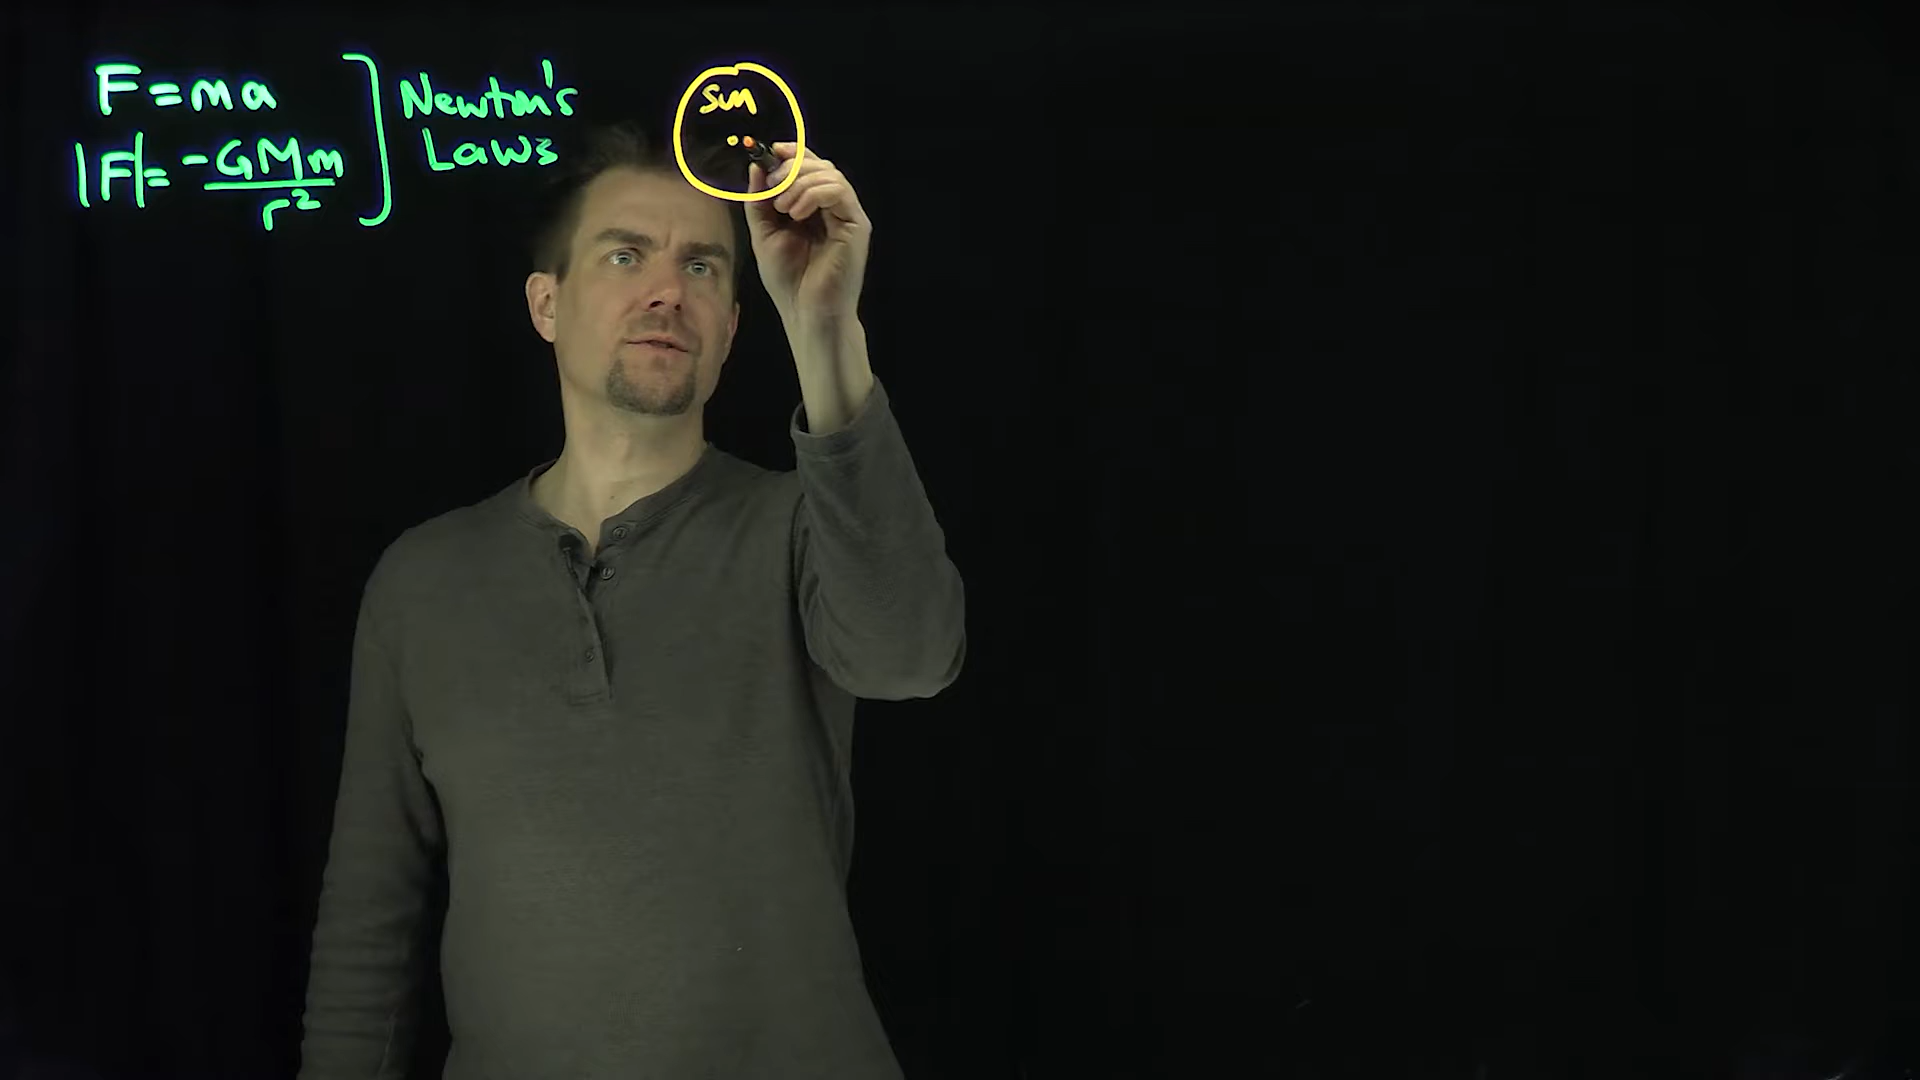 F = ma
|F| = -GMm/r²
Newton's
Laws
Sun